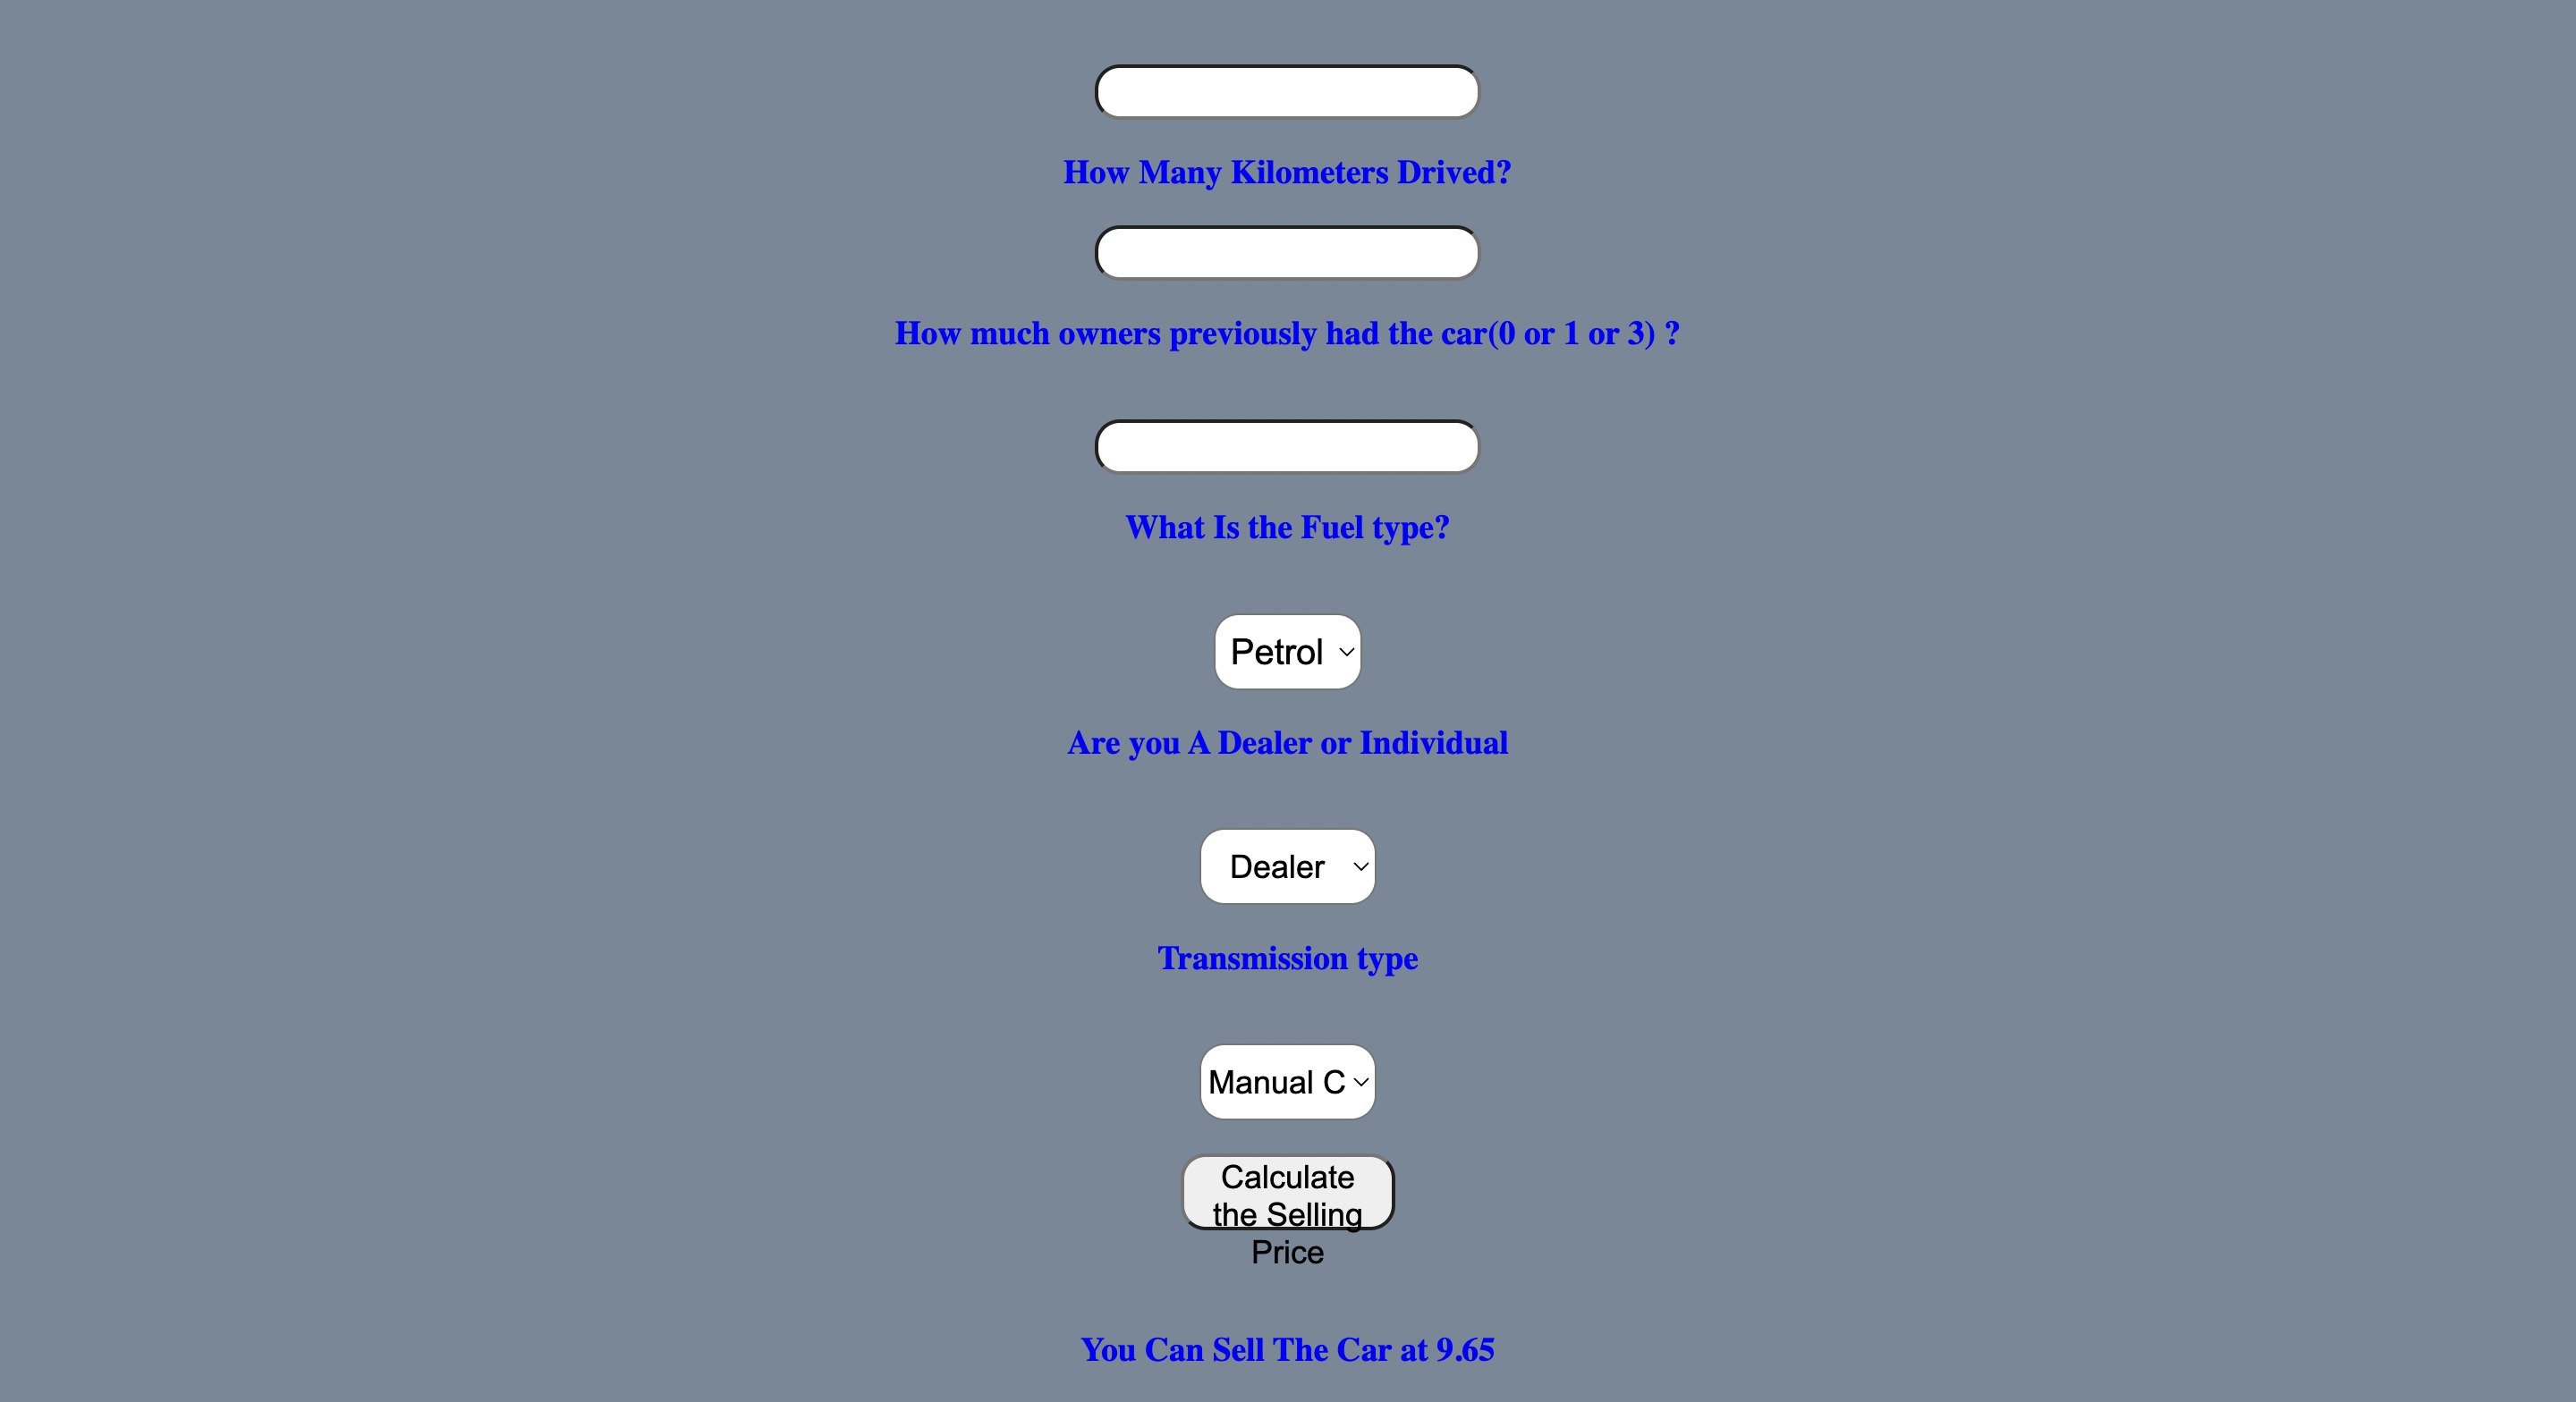 How Many Kilometers Drived?
How much owners previously had the car(0 or 1 or 3) ?
What Is the Fuel type?
Petrol
Are you A Dealer or Individual
Dealer
Transmission type
Manual C
Calculate
the Selling
Price
You Can Sell The Car at 9.65